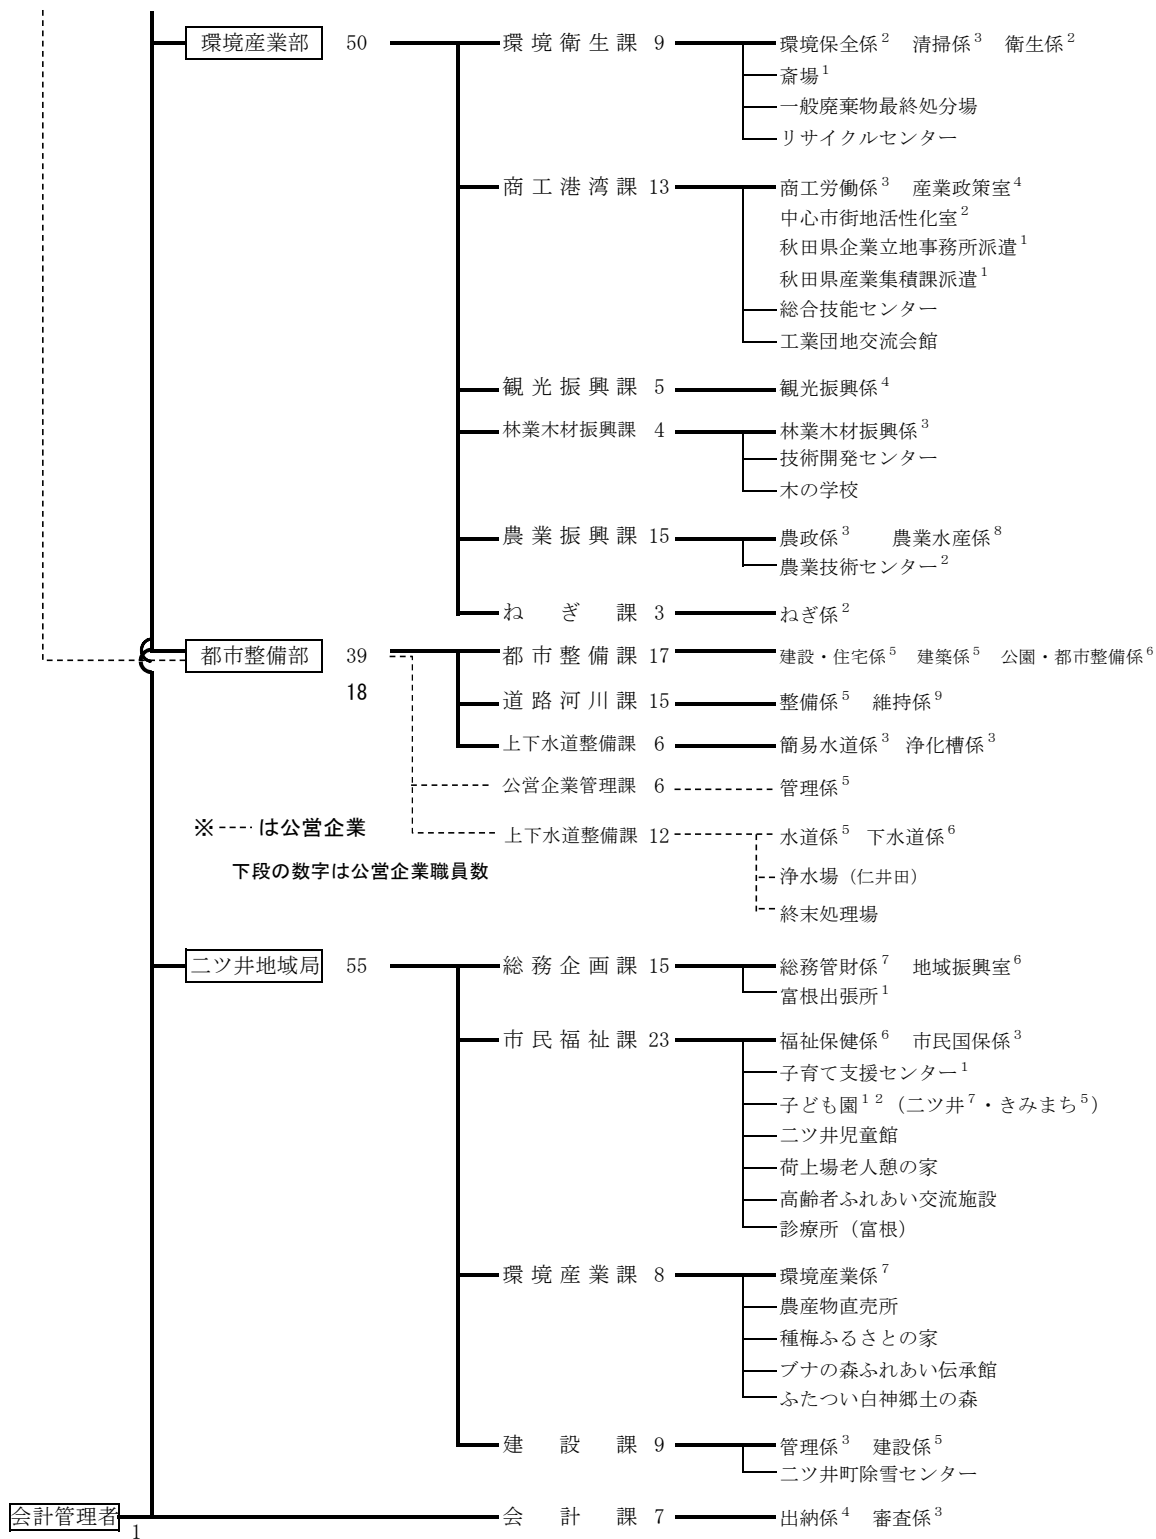 環境産業部 50 環境衛生課 9 環境保全係2 清掃係3 衛生係2
斎場1
一般廃棄物最終処分場
リサイクルセンター
商工港湾課 13 商工労働係3 産業政策室4
中心市街地活性化室2
秋田県企業立地事務所派遣1
秋田県産業集積課派遣1
総合技能センター
工業団地交流会館
観光振興課 5 観光振興係4
林業木材振興課 4 林業木材振興係3
技術開発センター
木の学校
農業振興課 15 農政係3 農業水産係8
農業技術センター2
ねぎ課 3 ねぎ係2
都市整備部 39 都市整備課 17 建設・住宅係5 建築係5 公園・都市整備係6
18
道路河川課 15 整備係5 維持係9
上下水道整備課 6 簡易水道係3 浄化槽係3
公営企業管理課 6 管理係5
※---- は公営企業 上下水道整備課 12 水道係5 下水道係6
下段の数字は公営企業職員数
浄水場（仁井田）
終末処理場
二ツ井地域局 55 総務企画課 15 総務管財係7 地域振興室6
富根出張所1
市民福祉課 23 福祉保健係6 市民国保係3
子育て支援センター1
子ども園12（二ツ井7・きみまち5）
二ツ井児童館
荷上場老人憩の家
高齢者ふれあい交流施設
診療所（富根）
環境産業課 8 環境産業係7
農産物直売所
種梅ふるさとの家
ブナの森ふれあい伝承館
ふたつい白神郷土の森
建設課 9 管理係3 建設係5
二ツ井町除雪センター
会計管理者 1 会計課 7 出納係4 審査係3